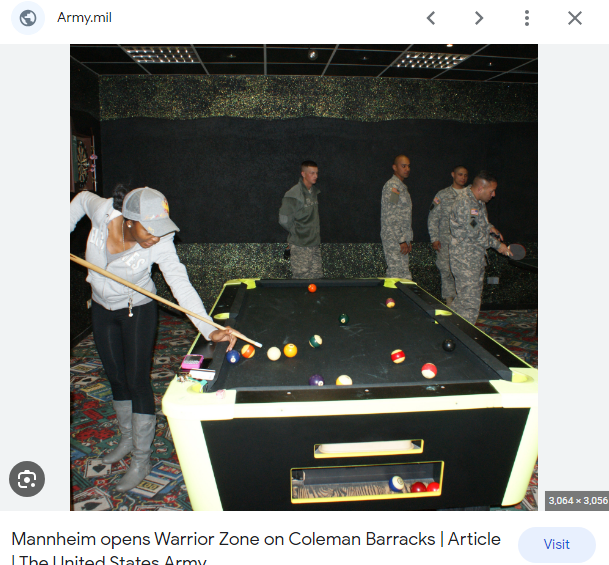 Army.mil
3,064 × 3,056
Mannheim opens Warrior Zone on Coleman Barracks | Article
| The United States Army
Visit